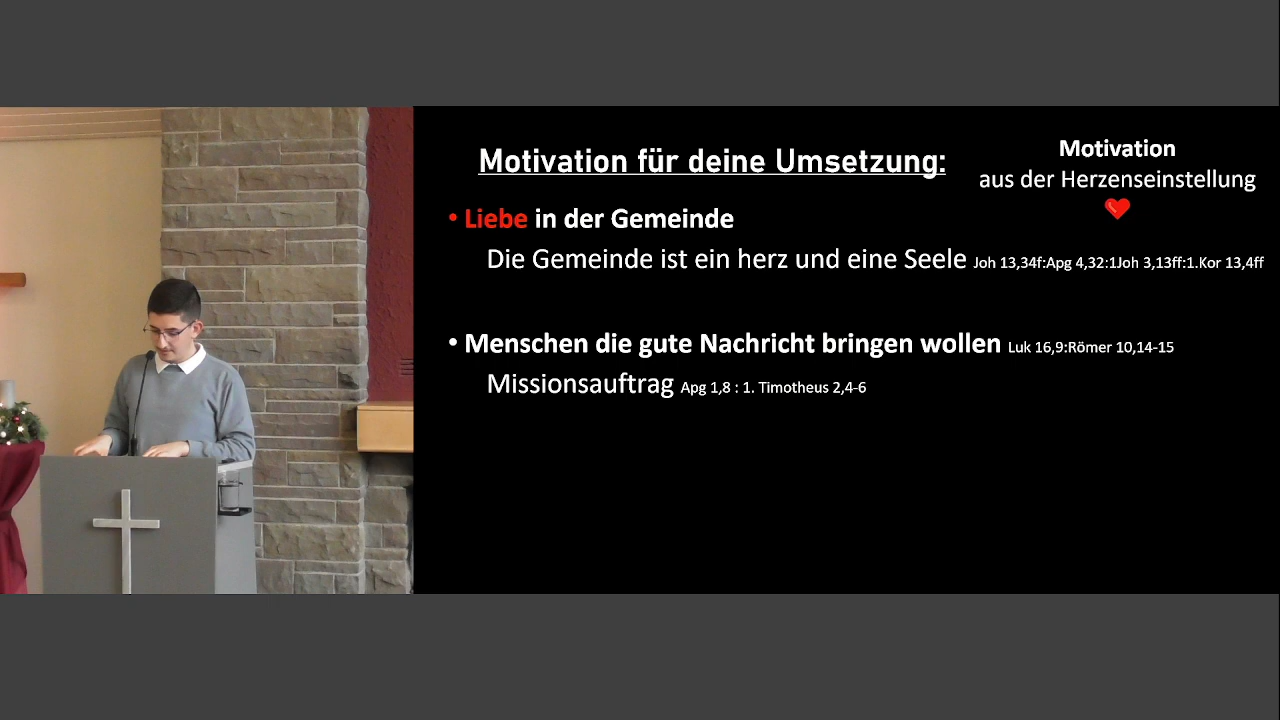 Motivation für deine Umsetzung:
Motivation
aus der Herzenseinstellung
• Liebe in der Gemeinde
Die Gemeinde ist ein herz und eine Seele Joh 13,34f:Apg 4,32:1Joh 3,13ff:1.Kor 13,4ff
• Menschen die gute Nachricht bringen wollen Luk 16,9:Römer 10,14-15
Missionsauftrag Apg 1,8 : 1. Timotheus 2,4-6